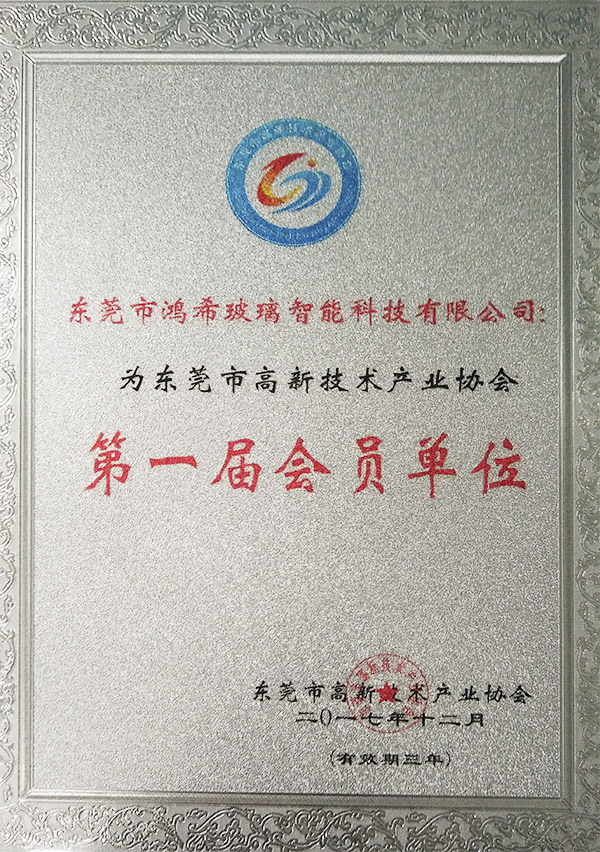 东莞市鸿希玻璃智能科技有限公司:
为东莞市高新技术产业协会
第一届会员单位
东莞市高新技术产业协会
二〇一七年十二月
(有效期三年)